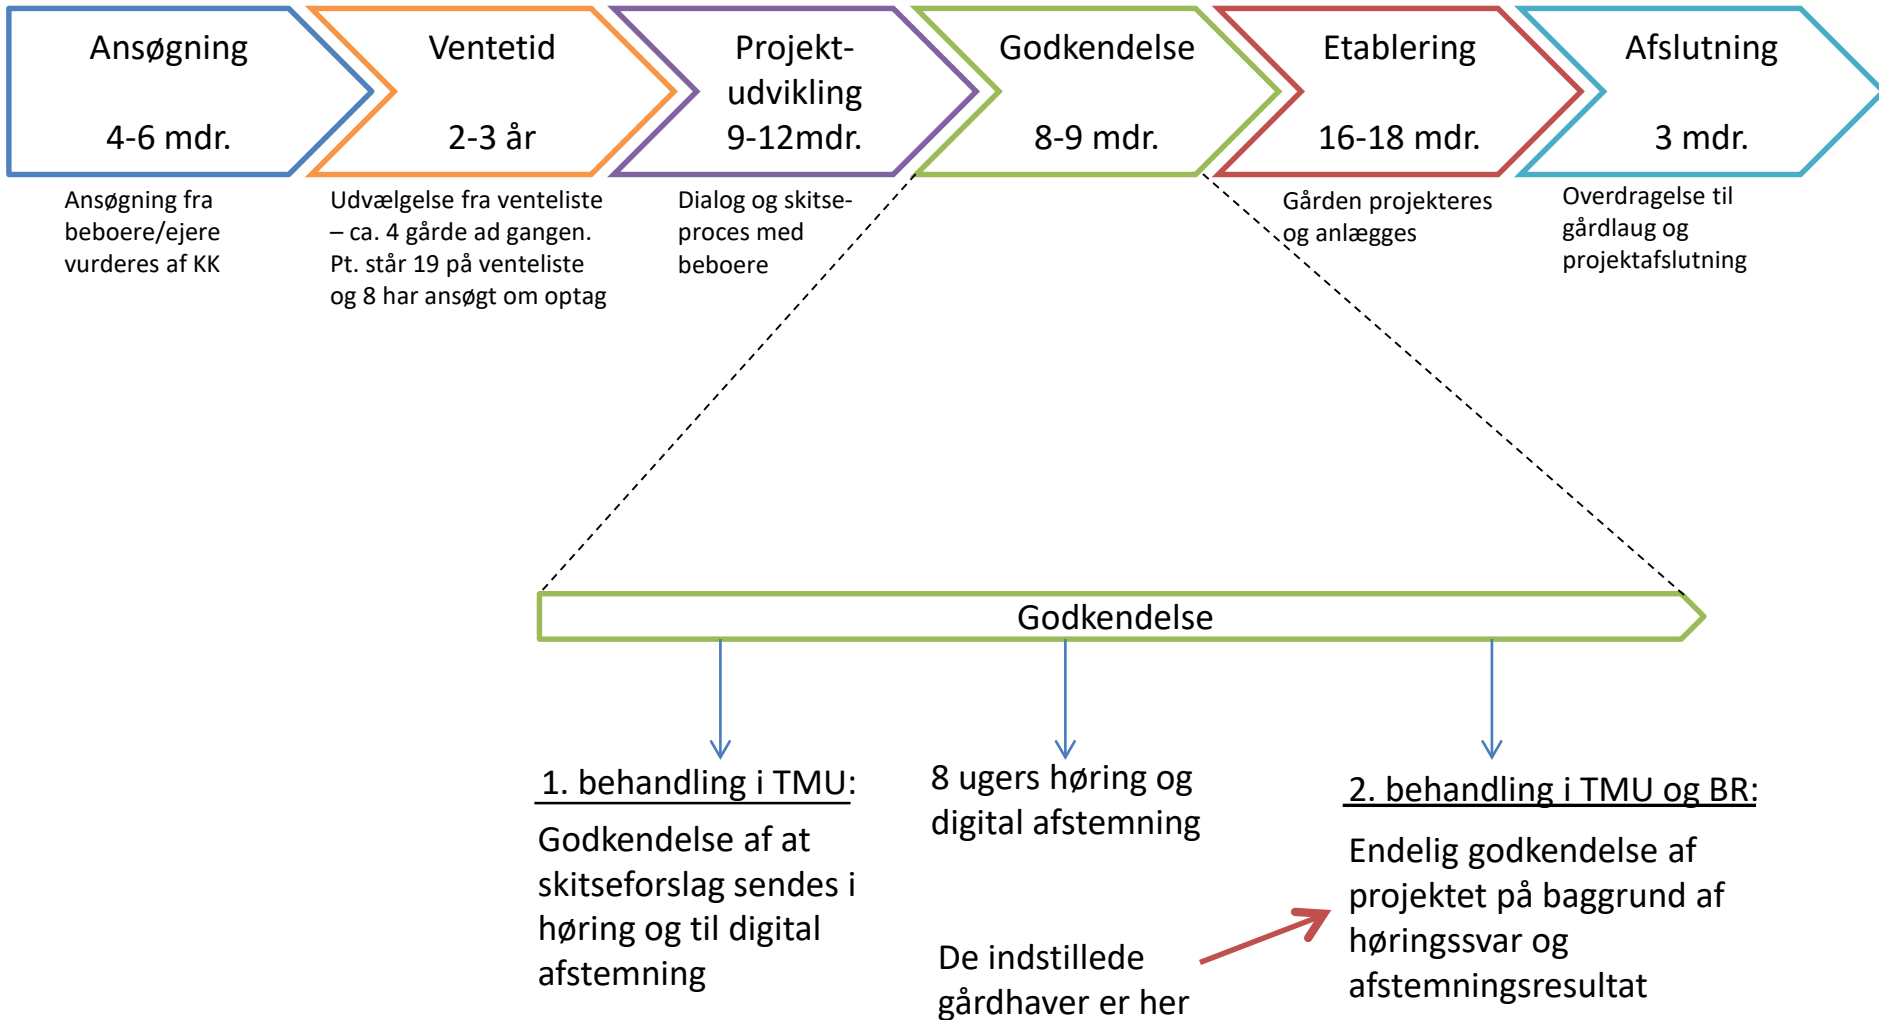 Ansøgning
4-6 mdr.
Ventetid
2-3 år
Projekt-
udvikling
9-12mdr.
Godkendelse
8-9 mdr.
Etablering
16-18 mdr.
Afslutning
3 mdr.
Ansøgning fra
beboere/ejere
vurderes af KK
Udvælgelse fra venteliste
– ca. 4 gårde ad gangen.
Pt. står 19 på venteliste
og 8 har ansøgt om optag
Dialog og skitse-
proces med
beboere
Gården projekteres
og anlægges
Overdragelse til
gårdlaug og
projektafslutning
Godkendelse
1. behandling i TMU:
Godkendelse af at
skitseforslag sendes i
høring og til digital
afstemning
8 ugers høring og
digital afstemning
De indstillede
gårdhaver er her
2. behandling i TMU og BR:
Endelig godkendelse af
projektet på baggrund af
høringssvar og
afstemningsresultat